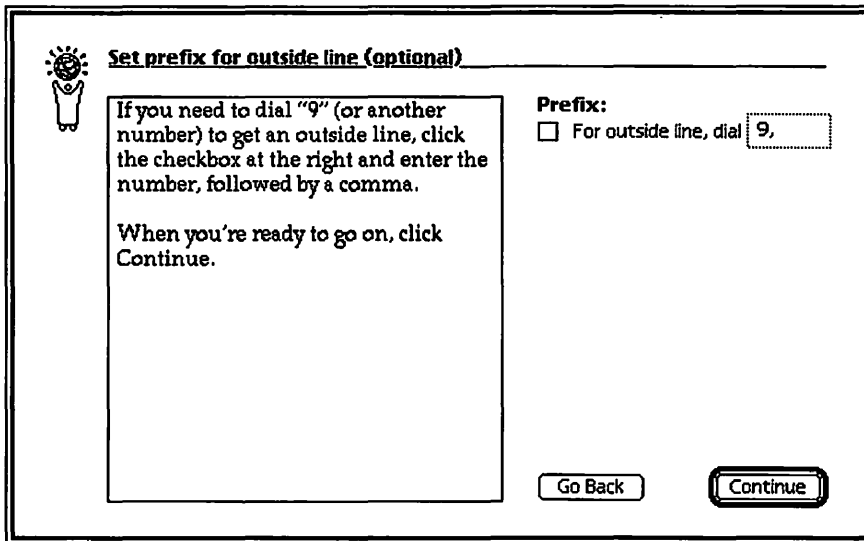 Set prefix for outside line (optional)
If you need to dial “9” (or another
number) to get an outside line, click
the checkbox at the right and enter the
number, followed by a comma.
When you're ready to go on, click
Continue.
Prefix:
For outside line, dial 9,
Go Back
Continue